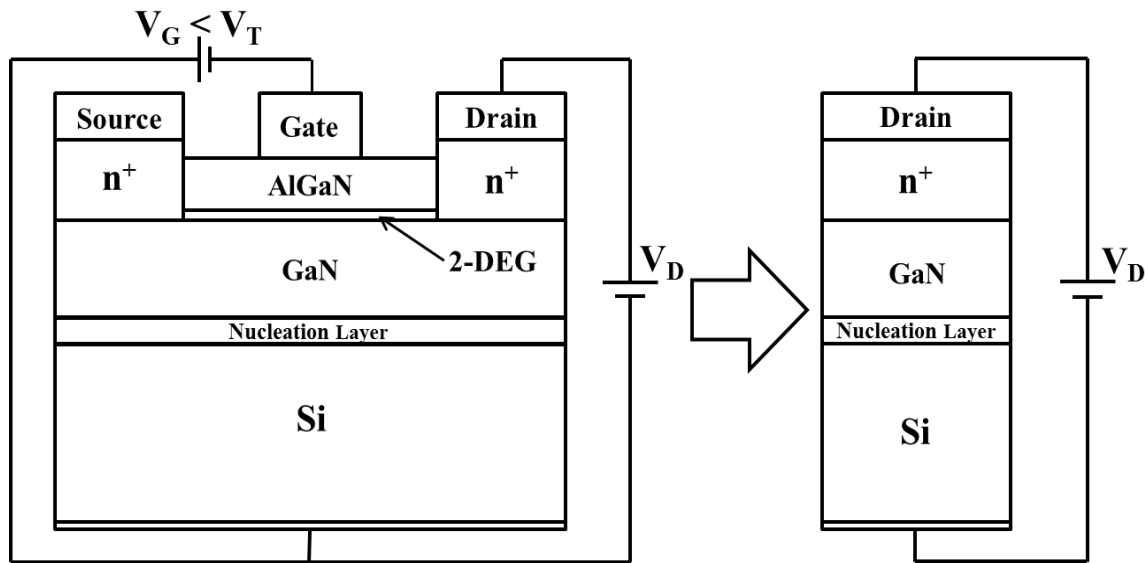 V_G < V_T
Source
Gate
Drain
n⁺
AlGaN
n⁺
2-DEG
GaN
Nucleation Layer
Si
V_D
Drain
n⁺
GaN
Nucleation Layer
Si
V_D